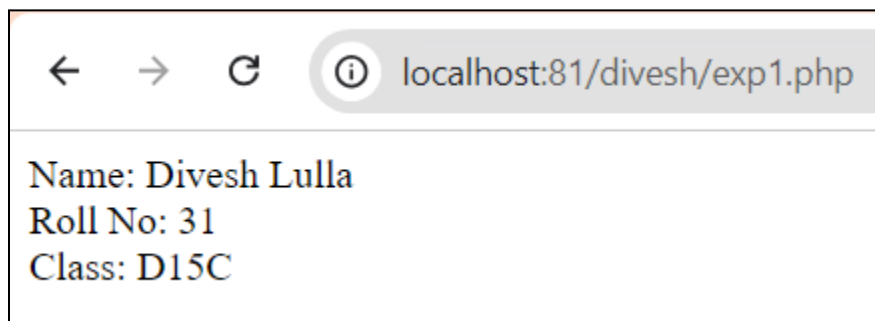 localhost:81/divesh/exp1.php
Name: Divesh Lulla
Roll No: 31
Class: D15C